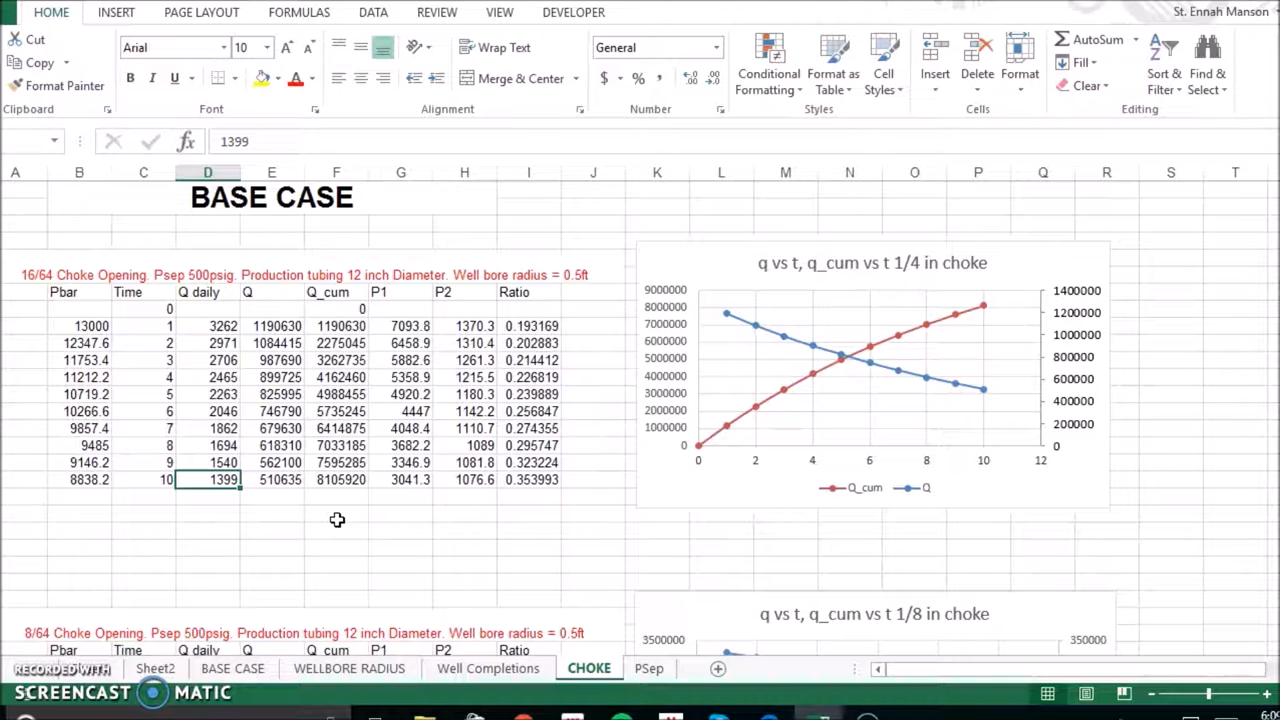 HOME INSERT PAGE LAYOUT FORMULAS DATA REVIEW VIEW DEVELOPER St. Ennah Manson
Cut
Copy
Format Painter
Clipboard
Arial 10
B I U
Font
Wrap Text
Merge & Center
Alignment
General
$ % ,
Number
Conditional Formatting
Format as Table
Cell Styles
Styles
Insert Delete Format
Cells
AutoSum
Fill
Clear
Sort & Filter
Find & Select
Editing
fx 1399
A B C D E F G H I J K L M N O P Q R S T
BASE CASE
16/64 Choke Opening. Psep 500psig. Production tubing 12 inch Diameter. Well bore radius = 0.5ft
Pbar Time Q daily Q Q_cum P1 P2 Ratio
0 0
13000 1 3262 1190630 1190630 7093.8 1370.3 0.193169
12347.6 2 2971 1084415 2275045 6458.9 1310.4 0.202883
11753.4 3 2706 987690 3262735 5882.6 1261.3 0.214412
11212.2 4 2465 899725 4162460 5358.9 1215.5 0.226819
10719.2 5 2263 825995 4988455 4920.2 1180.3 0.239889
10266.6 6 2046 746790 5735245 4447 1142.2 0.256847
9857.4 7 1862 679630 6414875 4048.4 1110.7 0.274355
9485 8 1694 618310 7033185 3682.2 1089 0.295747
9146.2 9 1540 562100 7595285 3346.9 1081.8 0.323224
8838.2 10 1399 510635 8105920 3041.3 1076.6 0.353993
q vs t, q_cum vs t 1/4 in choke
9000000 1400000
8000000 1200000
7000000
6000000 1000000
5000000 800000
4000000 600000
3000000
2000000 400000
1000000 200000
0 0
0 2 4 6 8 10 12
Q_cum Q
q vs t, q_cum vs t 1/8 in choke
3500000 350000
8/64 Choke Opening. Psep 500psig. Production tubing 12 inch Diameter. Well bore radius = 0.5ft
Pbar Time Q daily Q Q_cum P1 P2 Ratio
RECORDED WITH
Sheet2 BASE CASE WELLBORE RADIUS Well Completions CHOKE PSep
SCREENCAST MATIC